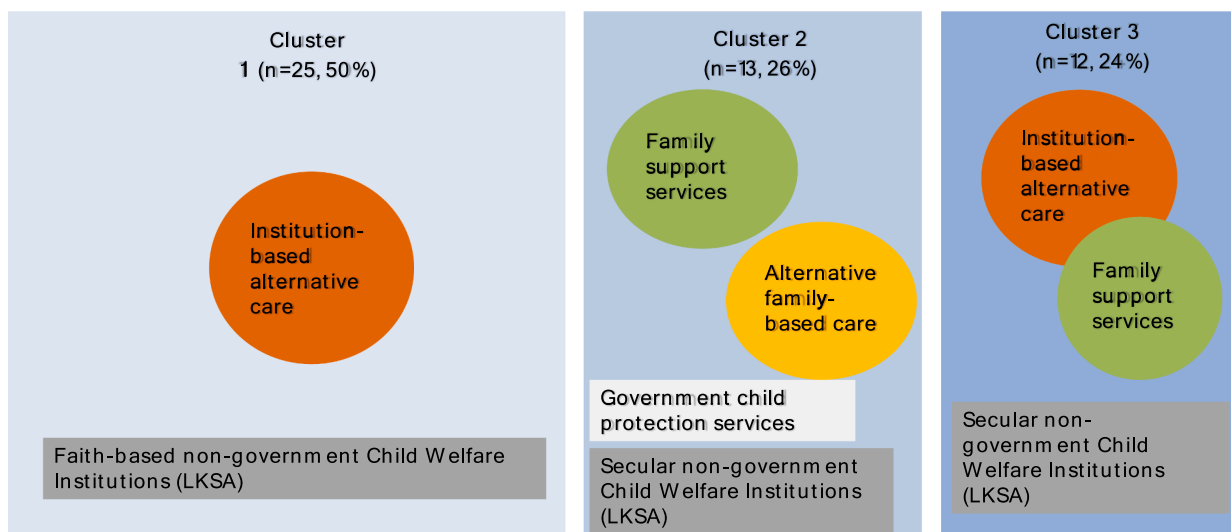 Cluster
1 (n=25, 50%)
Institution-
based
alternative
care
Faith-based non-government Child Welfare
Institutions (LKSA)
Cluster 2
(n=13, 26%)
Family
support
services
Alternative
family-
based care
Government child
protection services
Secular non-government
Child Welfare Institutions
(LKSA)
Cluster 3
(n=12, 24%)
Institution-
based
alternative
care
Family
support
services
Secular non-
government Child
Welfare Institutions
(LKSA)